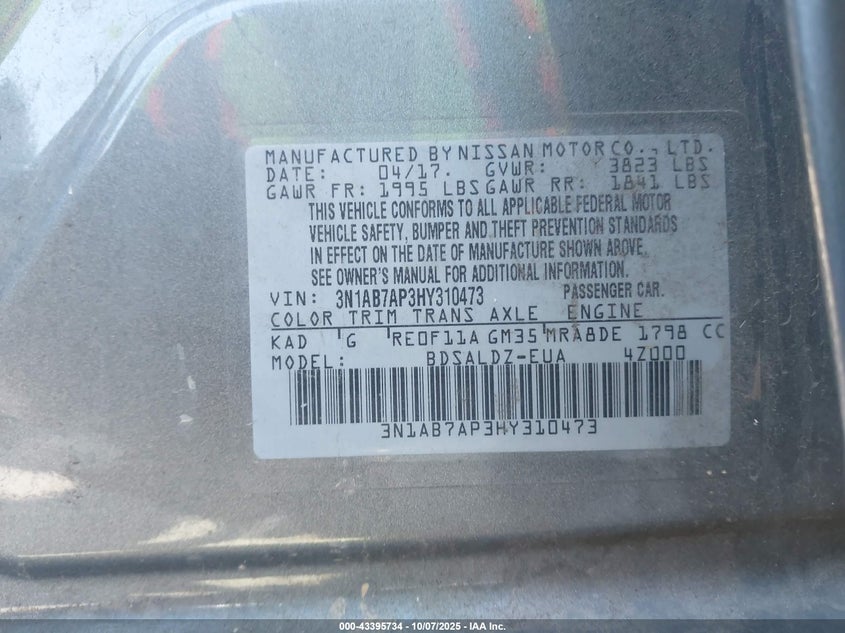 MANUFACTURED BY NISSAN MOTOR CO., LTD.
DATE: 04/17. GVWR: 3823 LBS
GAWR FR: 1995 LBS GAWR RR: 1841 LBS
THIS VEHICLE CONFORMS TO ALL APPLICABLE FEDERAL MOTOR
VEHICLE SAFETY, BUMPER AND THEFT PREVENTION STANDARDS
IN EFFECT ON THE DATE OF MANUFACTURE SHOWN ABOVE.
SEE OWNER'S MANUAL FOR ADDITIONAL INFORMATION.
VIN: 3N1AB7AP3HY310473 PASSENGER CAR.
COLOR TRIM TRANS AXLE ENGINE
KAD G RE0F11A GM35 MRA8DE 1798 CC
MODEL: BDSALDZ-EUA 4Z000
3N1AB7AP3HY310473
000-43395734 - 10/07/2025 - IAA Inc.